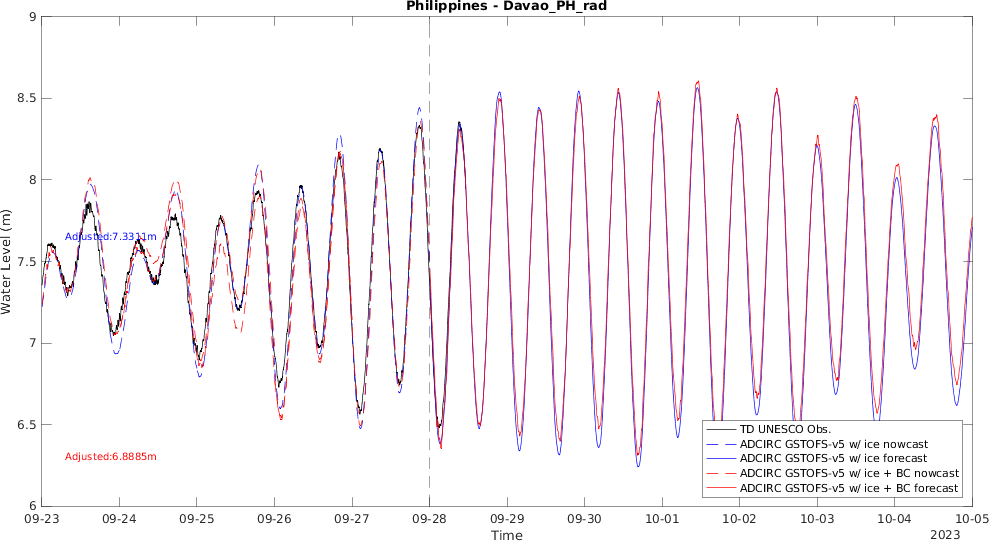 Philippines - Davao_PH_rad
Water Level (m)
9
8.5
8
7.5
7
6.5
6
Adjusted:7.3311m
Adjusted:6.8885m
TD UNESCO Obs.
ADCIRC GSTOFS-v5 w/ ice nowcast
ADCIRC GSTOFS-v5 w/ ice forecast
ADCIRC GSTOFS-v5 w/ ice + BC nowcast
ADCIRC GSTOFS-v5 w/ ice + BC forecast
09-23 09-24 09-25 09-26 09-27 09-28 09-29 09-30 10-01 10-02 10-03 10-04 10-05
Time
2023